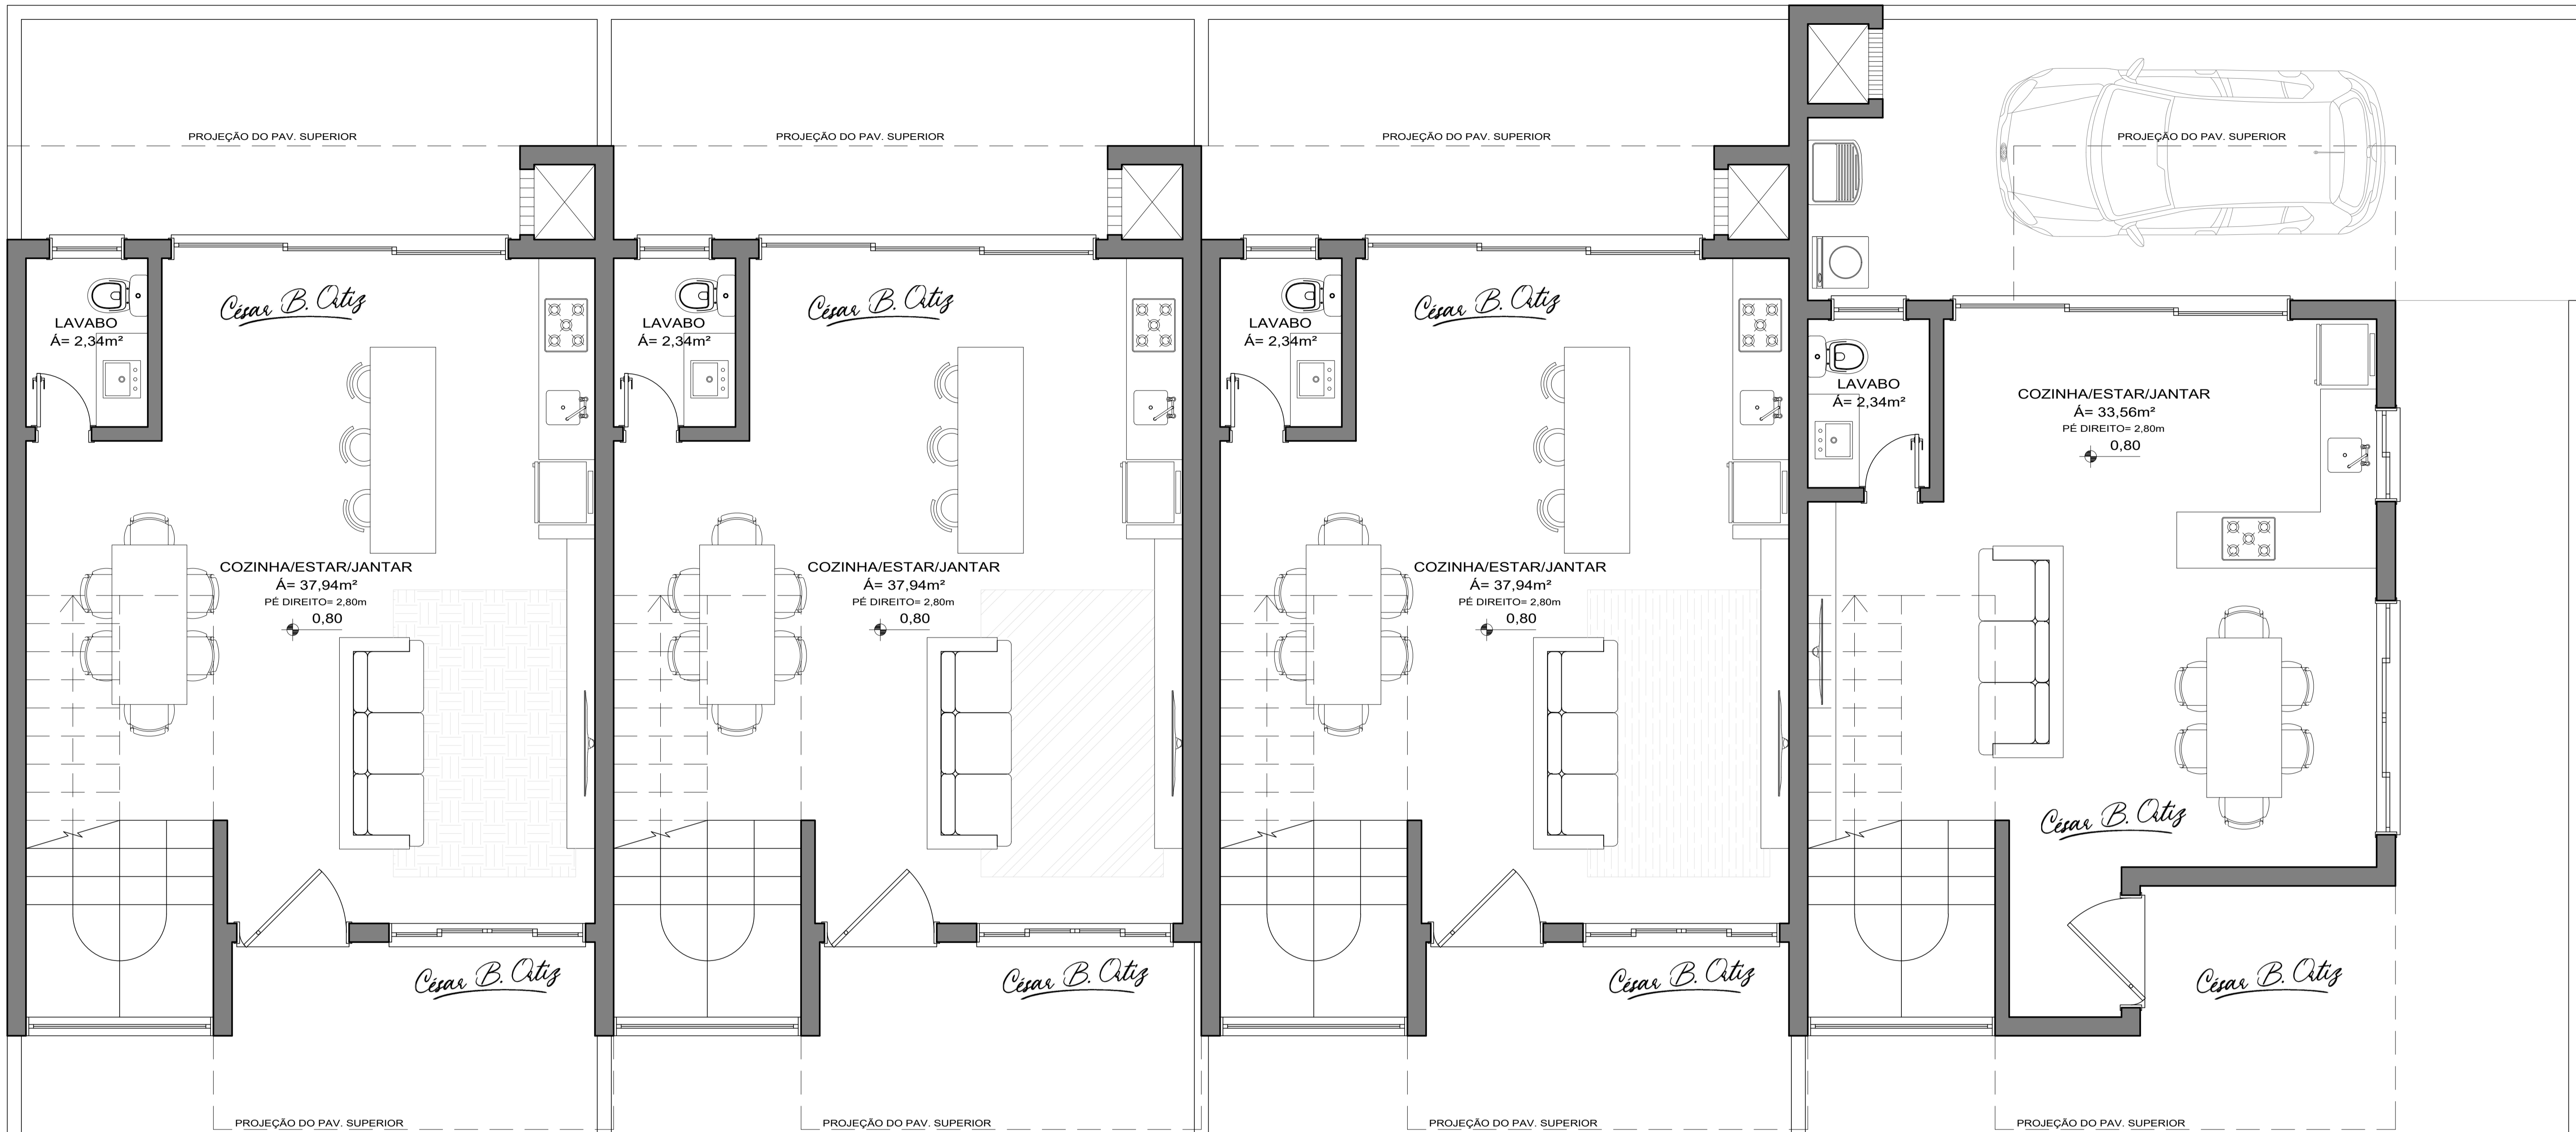 PROJEÇÃO DO PAV. SUPERIOR
PROJEÇÃO DO PAV. SUPERIOR
PROJEÇÃO DO PAV. SUPERIOR
PROJEÇÃO DO PAV. SUPERIOR
César B. Ortiz
César B. Ortiz
César B. Ortiz
LAVABO
Á= 2,34m²
LAVABO
Á= 2,34m²
LAVABO
Á= 2,34m²
LAVABO
Á= 2,34m²
COZINHA/ESTAR/JANTAR
Á= 33,56m²
PÉ DIREITO= 2,80m
0,80
COZINHA/ESTAR/JANTAR
Á= 37,94m²
PÉ DIREITO= 2,80m
0,80
COZINHA/ESTAR/JANTAR
Á= 37,94m²
PÉ DIREITO= 2,80m
0,80
COZINHA/ESTAR/JANTAR
Á= 37,94m²
PÉ DIREITO= 2,80m
0,80
César B. Ortiz
César B. Ortiz
César B. Ortiz
César B. Ortiz
César B. Ortiz
PROJEÇÃO DO PAV. SUPERIOR
PROJEÇÃO DO PAV. SUPERIOR
PROJEÇÃO DO PAV. SUPERIOR
PROJEÇÃO DO PAV. SUPERIOR